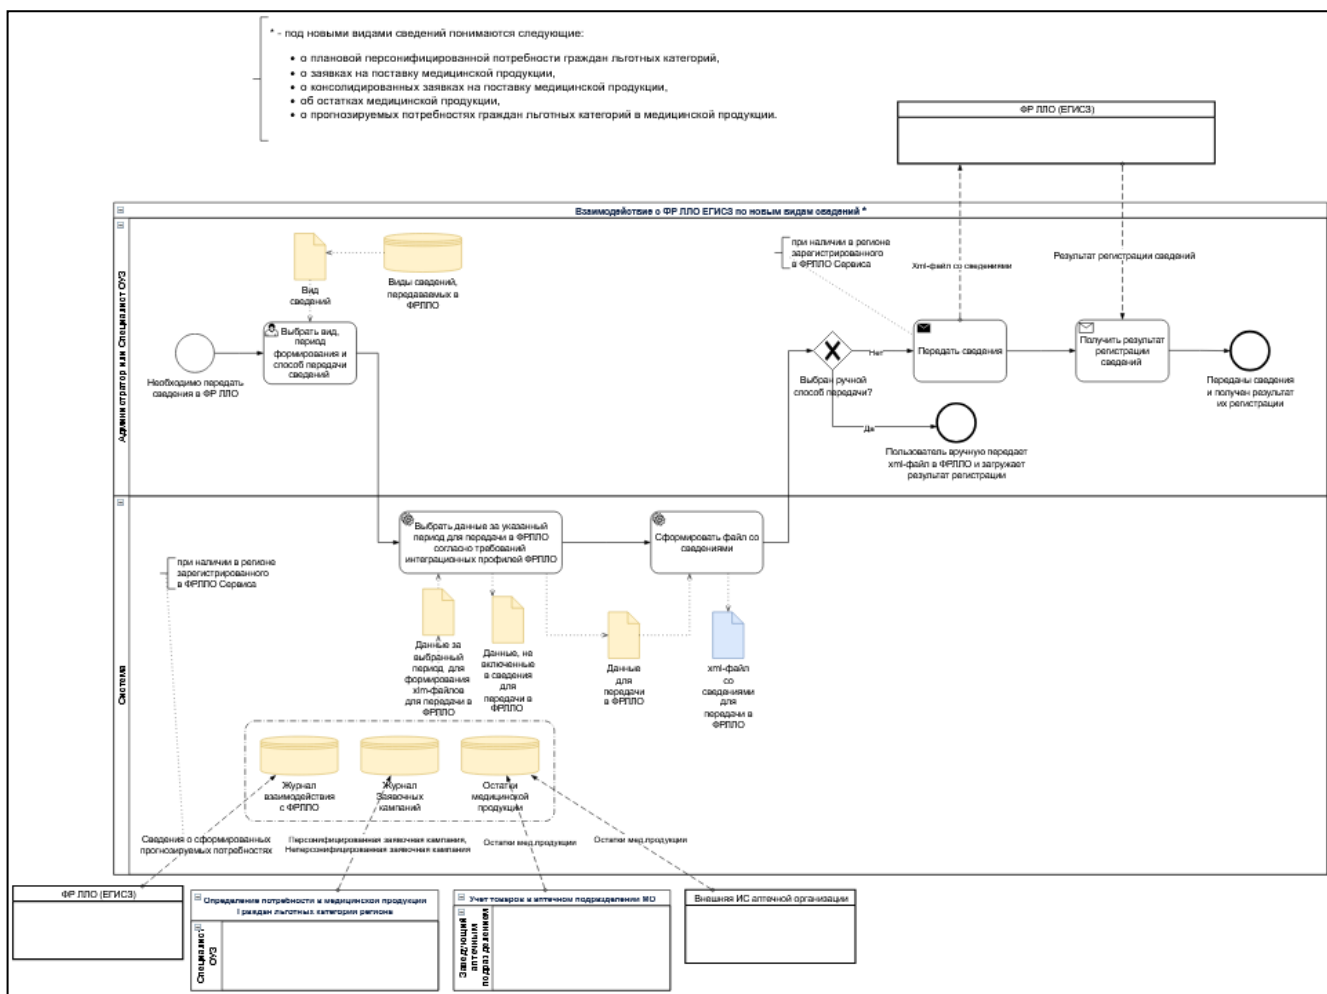 * - под новыми видами сведений понимаются следующие:
• о плановой персонифицированной потребности граждан льготных категорий,
• о заявках на поставку медицинской продукции,
• о консолидированных заявках на поставку медицинской продукции,
• об остатках медицинской продукции,
• о прогнозируемых потребностях граждан льготных категорий в медицинской продукции.
ФР ЛЛО (ЕГИСЗ)
Взаимодействие с ФР ЛЛО ЕГИСЗ по новым видам сведений *
Администратор или Специалист ОУЗ
Вид
сведений
Виды сведений,
передаваемых в
ФРЛЛО
при наличии в регионе
зарегистрированного
в ФРЛЛО Сервиса
Xml-файл со сведениями
Результат регистрации сведений
Необходимо передать
сведения в ФР ЛЛО
Выбрать вид,
период
формирования и
способ передачи
сведений
Выбран ручной
способ передачи?
Нет
Да
Передать сведения
Получить результат
регистрации
сведений
Переданы сведения
и получен результат
их регистрации
Пользователь вручную передает
xml-файл в ФРЛЛО и загружает
результат регистрации
Система
Выбрать данные за указанный
период для передачи в ФРЛЛО
согласно требований
интеграционных профилей ФРЛЛО
Сформировать файл со
сведениями
при наличии в регионе
зарегистрированного
в ФРЛЛО Сервиса
Данные за
выбранный
период для
формирования
xlm-файлов
для передачи в
ФРЛЛО
Данные, не
включенные
в сведения
для
передачи в
ФРЛЛО
Данные
для
передачи
в ФРЛЛО
xml-файл
со
сведениями
для
передачи в
ФРЛЛО
Журнал
взаимодействия
с ФРЛЛО
Журнал
Заявочных
кампаний
Остатки
медицинской
продукции
Сведения о сформированных
прогнозируемых потребностях
Персонифицированная заявочная кампания,
Неперсонифицированная заявочная кампания
Остатки мед.продукции
Остатки мед.продукции
ФР ЛЛО (ЕГИСЗ)
Определение потребности в медицинской продукции
граждан льготных категории региона
Специалист
ОУЗ
Учет товаров в аптечном подразделении МО
Заведующий
аптечным
подразделением
Внешняя ИС аптечной организации